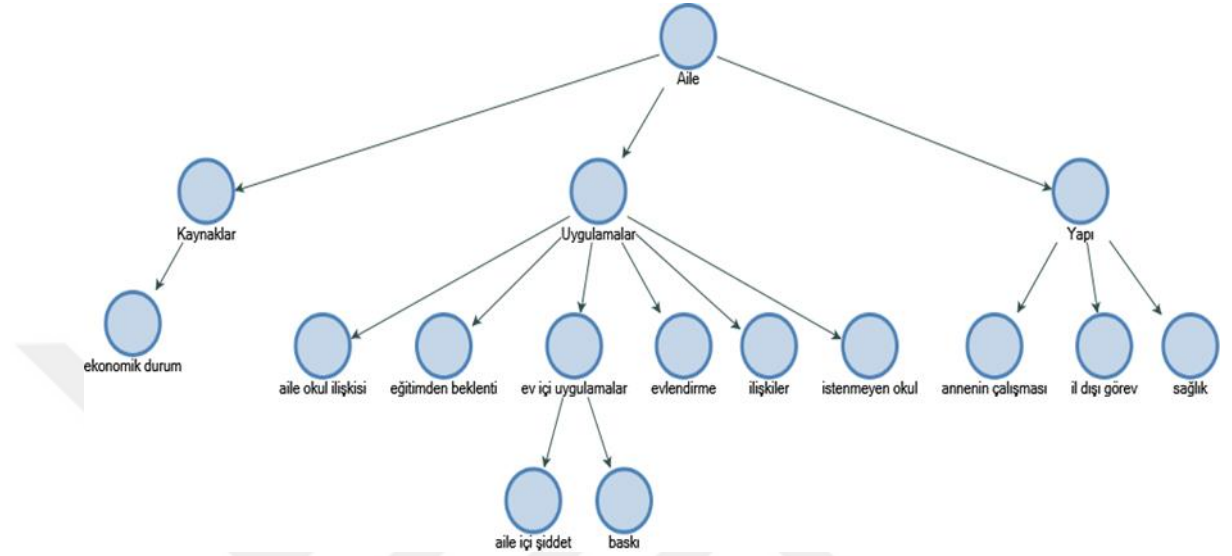 Aile
Kaynaklar
Uygulamalar
Yapı
ekonomik durum
aile okul ilişkisi
eğitimden beklenti
ev içi uygulamalar
evlendirme
ilişkiler
istenmeyen okul
annenin çalışması
il dışı görev
sağlık
aile içi şiddet
baskı